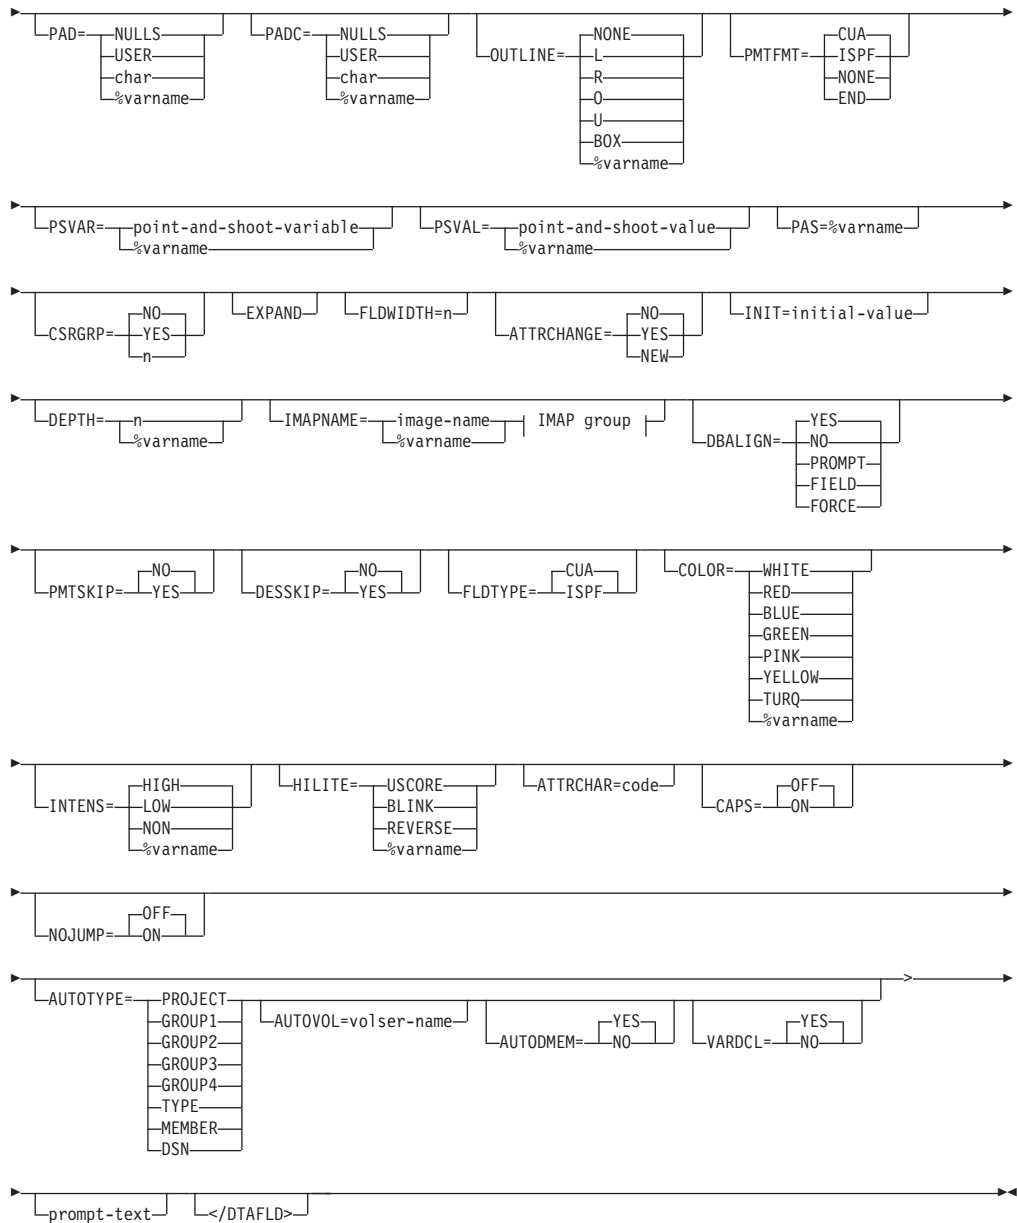 PAD= NULLS PADC= NULLS NONE CUA
USER USER OUTLINE= L PMTFMT= ISPF
char char R NONE
%varname %varname O END
U
BOX
%varname
PSVAR= point-and-shoot-variable PSVAL= point-and-shoot-value PAS=%varname
%varname %varname
NO EXPAND FLDWIDTH=n NO INIT=initial-value
CSRGRP= YES ATTRCHANGE= YES
n NEW
DEPTH= n IMAPNAME= image-name IMAP group YES
%varname %varname DBALIGN= NO
PROMPT
FIELD
FORCE
NO NO CUA COLOR= WHITE
PMTSKIP= YES DESSKIP= YES FLDTYPE= ISPF RED
BLUE
GREEN
PINK
YELLOW
TURQ
%varname
HIGH HILITE= USCORE ATTRCHAR=code OFF
INTENS= LOW BLINK CAPS= ON
NON REVERSE
%varname %varname
OFF
NOJUMP= ON
>
AUTOTYPE= PROJECT
GROUP1 AUTOVOL=volser-name YES YES
GROUP2 AUTODMEM= NO VARDCL= NO
GROUP3
GROUP4
TYPE
MEMBER
DSN
prompt-text </DTAFLD>